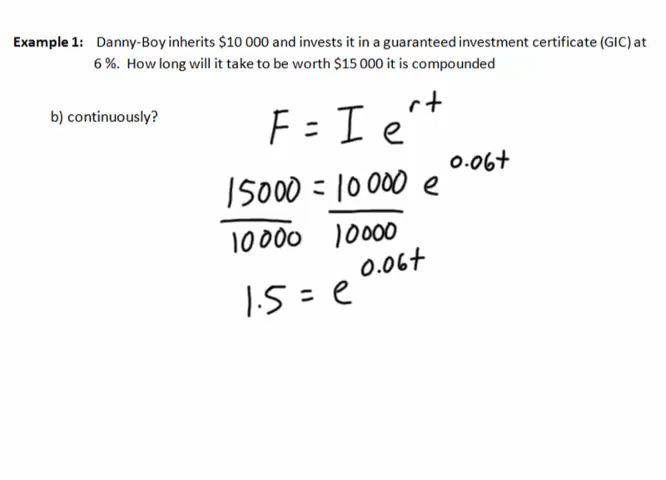 Example 1: Danny-Boy inherits $10 000 and invests it in a guaranteed investment certificate (GIC) at
6 %. How long will it take to be worth $15 000 it is compounded
b) continuously?
F = I e^rt
15000 = 10 000 e^0.06t
10000 10000
1.5 = e^0.06t